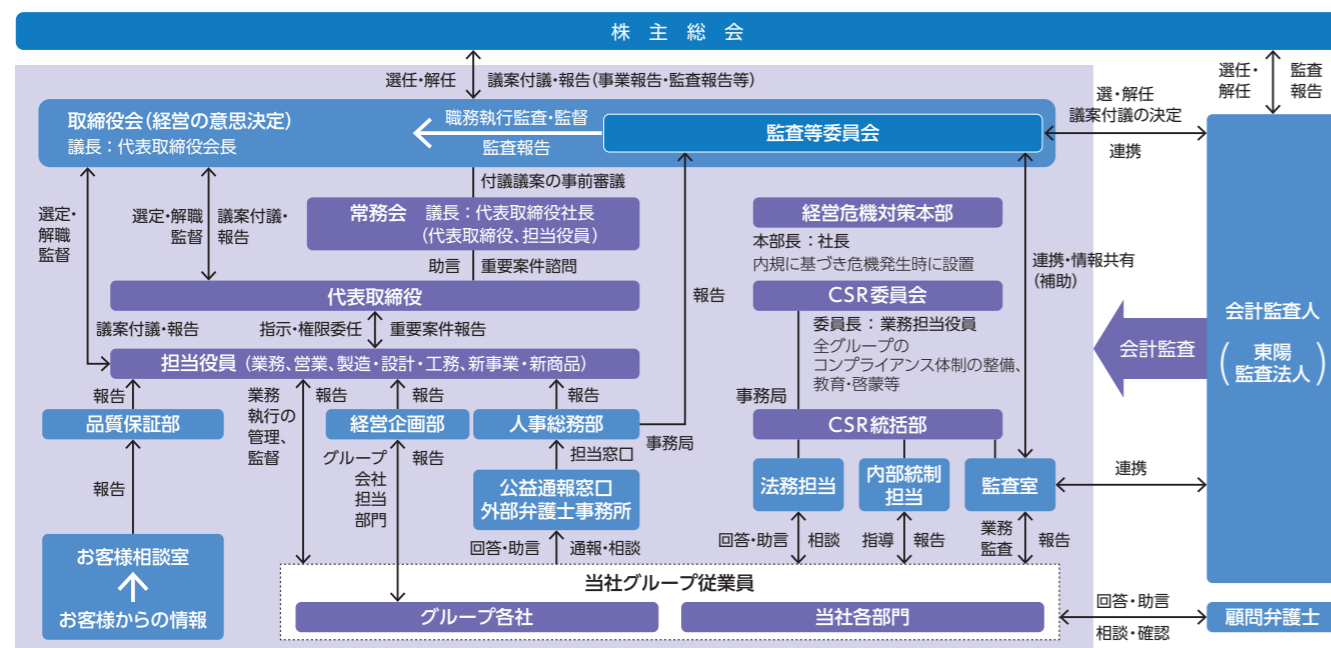 株主総会
選任・解任
議案付議・報告(事業報告・監査報告等)
選任・
解任
監査
報告
取締役会(経営の意思決定)
議長：代表取締役会長
職務執行監査・監督
監査報告
監査等委員会
選・解任
議案付議の決定
連携
付議議案の事前審議
選定・
解職
監督
選定・解職
監督
議案付議・
報告
常務会 議長：代表取締役社長
(代表取締役、担当役員)
助言
重要案件諮問
代表取締役
議案付議・報告
指示・権限委任
重要案件報告
担当役員(業務、営業、製造・設計・工務、新事業・新商品)
報告
経営危機対策本部
本部長：社長
内規に基づき危機発生時に設置
CSR委員会
委員長：業務担当役員
全グループの
コンプライアンス体制の整備、
教育・啓蒙等
事務局
CSR統括部
連携・情報共有
(補助)
会計監査
会計監査人
(東陽
監査法人)
報告
業務
執行の
管理、
監督
報告
報告
報告
品質保証部
経営企画部
人事総務部
事務局
報告
グループ
会社
担当
部門
報告
担当窓口
公益通報窓口
外部弁護士事務所
法務担当
内部統制
担当
監査室
連携
お客様相談室
お客様からの情報
回答・助言
通報・相談
回答・助言
相談
指導
報告
業務
監査
報告
当社グループ従業員
グループ各社
当社各部門
回答・助言
相談・確認
顧問弁護士